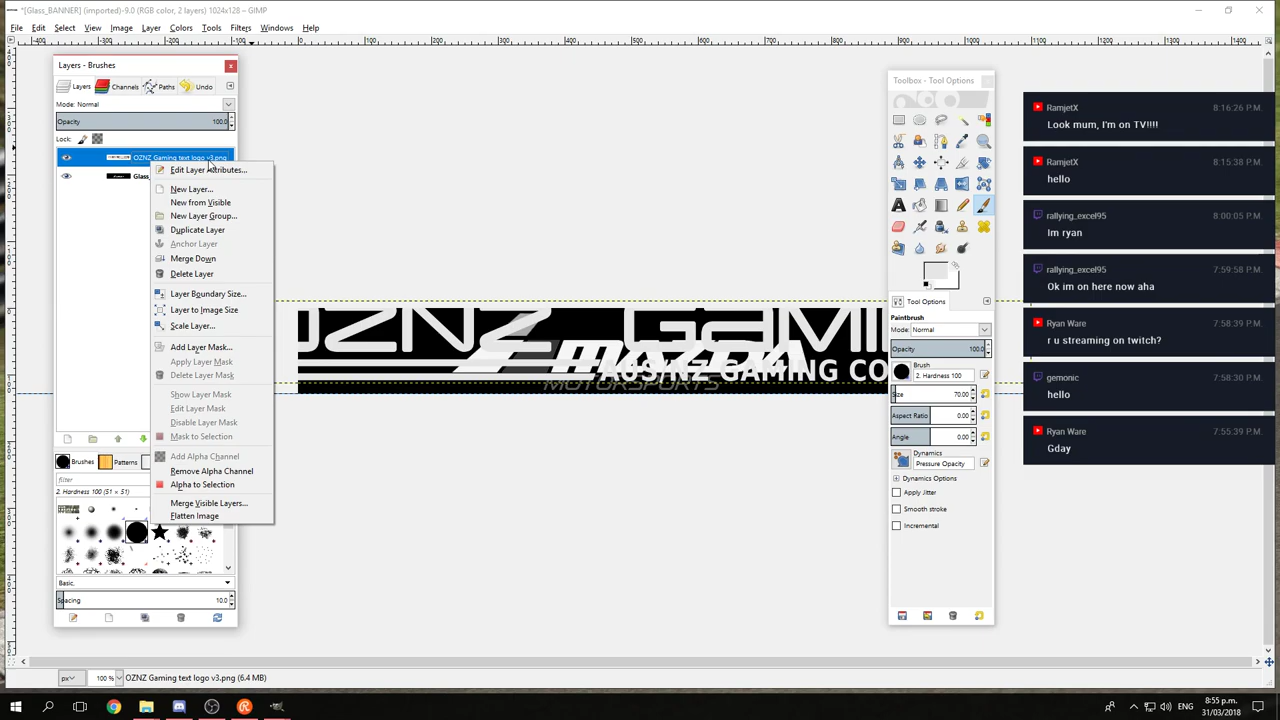 *[Glass_BANNER] (imported)-9.0 (RGB color, 2 layers) 1024x128 – GIMP
File Edit Select View Image Layer Colors Tools Filters Windows Help
Layers - Brushes
Layers Channels Paths Undo
Mode: Normal
Opacity 100.0
Lock:
OZNZ Gaming text logo v3.png
Glass_
Edit Layer Attributes...
New Layer...
New from Visible
New Layer Group...
Duplicate Layer
Anchor Layer
Merge Down
Delete Layer
Layer Boundary Size...
Layer to Image Size
Scale Layer...
Add Layer Mask...
Apply Layer Mask
Delete Layer Mask
Show Layer Mask
Edit Layer Mask
Disable Layer Mask
Mask to Selection
Add Alpha Channel
Remove Alpha Channel
Alpha to Selection
Merge Visible Layers...
Flatten Image
Brushes Patterns
filter
2. Hardness 100 (51 × 51)
Basic.
Spacing 10.0
OZNZ GAMI
mazda
AUS/NZ GAMING CO
MOTORSPORTS
Toolbox - Tool Options
Tool Options
Paintbrush
Mode: Normal
Opacity 100.0
Brush
2. Hardness 100
Size 70.00
Aspect Ratio 0.00
Angle 0.00
Dynamics
Pressure Opacity
Dynamics Options
Apply Jitter
Smooth stroke
Incremental
RamjetX 8:16:26 P.M.
Look mum, I'm on TV!!!!
RamjetX 8:15:38 P.M.
hello
rallying_excel95 8:00:05 P.M.
Im ryan
rallying_excel95 7:59:58 P.M.
Ok im on here now aha
Ryan Ware 7:58:39 P.M.
r u streaming on twitch?
gemonic 7:58:30 P.M.
hello
Ryan Ware 7:55:39 P.M.
Gday
px 100 % OZNZ Gaming text logo v3.png (6.4 MB)
ENG
8:55 p.m.
31/03/2018